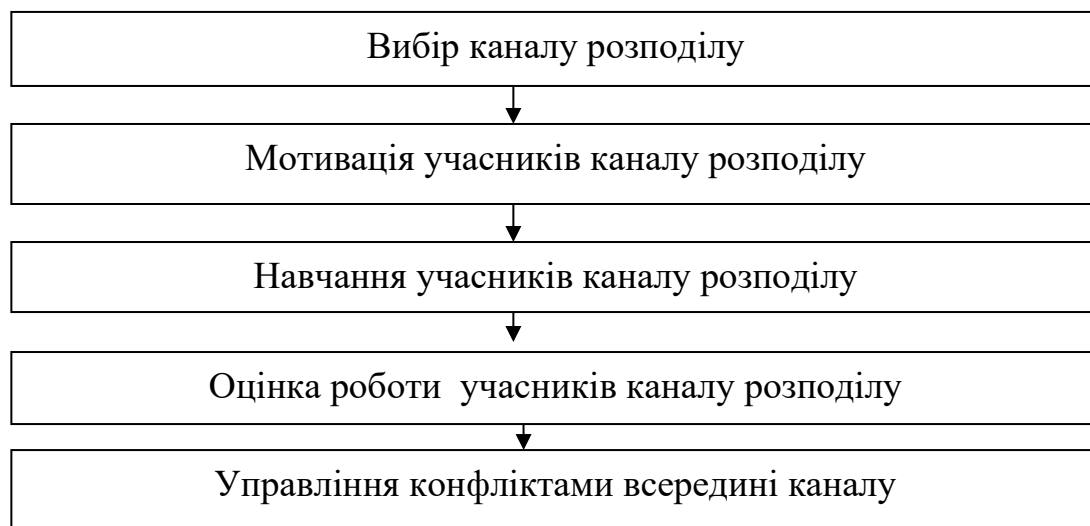 Вибір каналу розподілу
Мотивація учасників каналу розподілу
Навчання учасників каналу розподілу
Оцінка роботи  учасників каналу розподілу
Управління конфліктами всередині каналу